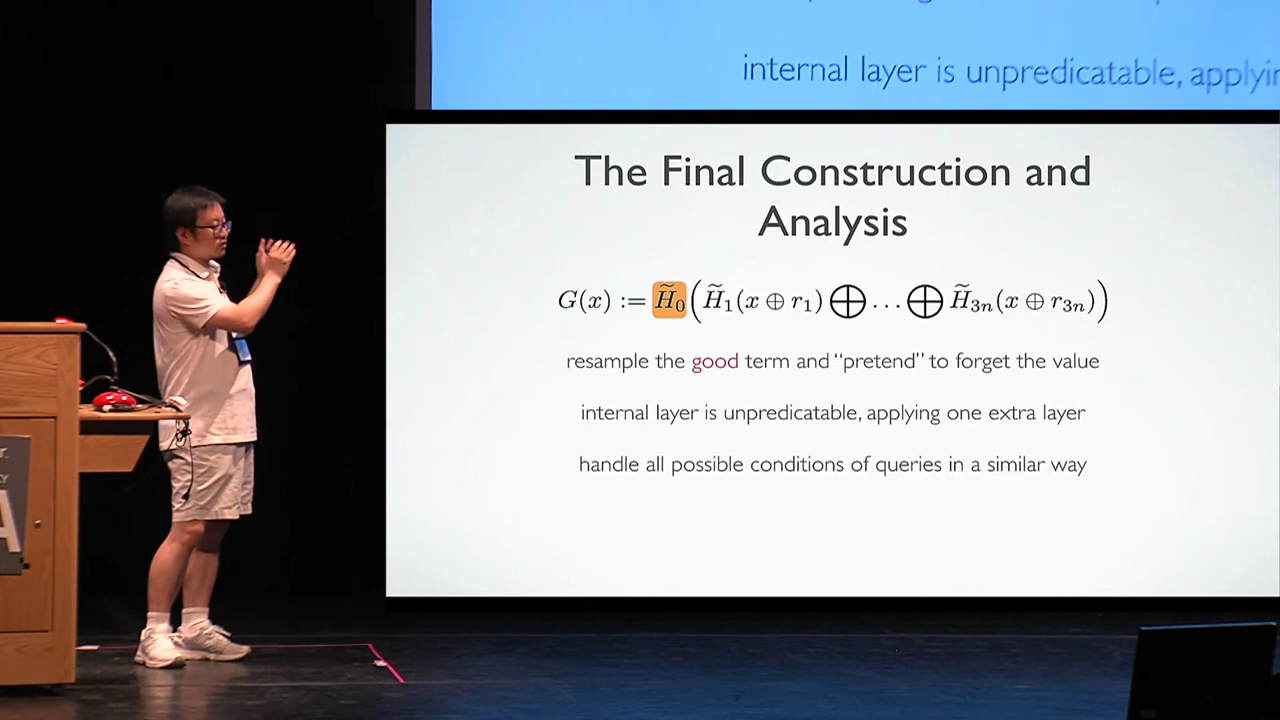 internal layer is unpredicatable, applyin
The Final Construction and
Analysis
G(x) := H̃₀(H̃₁(x ⊕ r₁) ⨁ … ⨁ H̃₃ₙ(x ⊕ r₃ₙ))
resample the good term and “pretend” to forget the value
internal layer is unpredicatable, applying one extra layer
handle all possible conditions of queries in a similar way
A